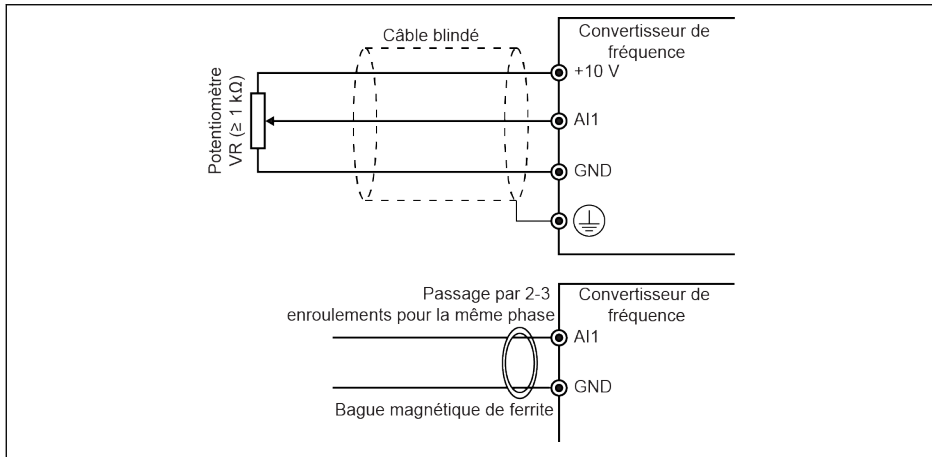 Câble blindé
Convertisseur de
fréquence
+10 V
Potentiomètre
VR (≥ 1 kΩ)
AI1
GND
Passage par 2-3
enroulements pour la même phase
Convertisseur de
fréquence
AI1
GND
Bague magnétique de ferrite